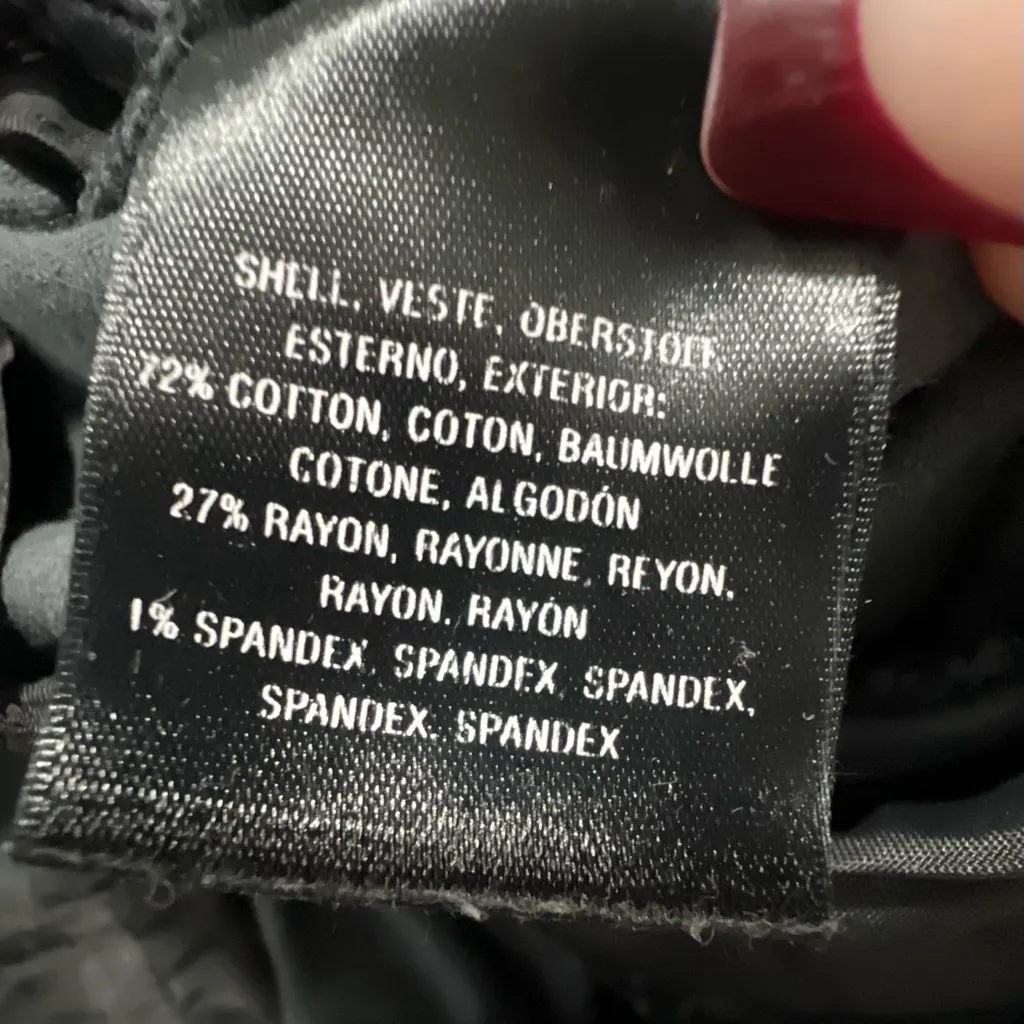 SHELL, VESTE, OBERSTOFF,
ESTERNO, EXTERIOR:
72% COTTON, COTON, BAUMWOLLE
COTONE, ALGODÓN
27% RAYON, RAYONNE, REYON,
RAYON, RAYÓN
1% SPANDEX, SPANDEX, SPANDEX,
SPANDEX, SPANDEX